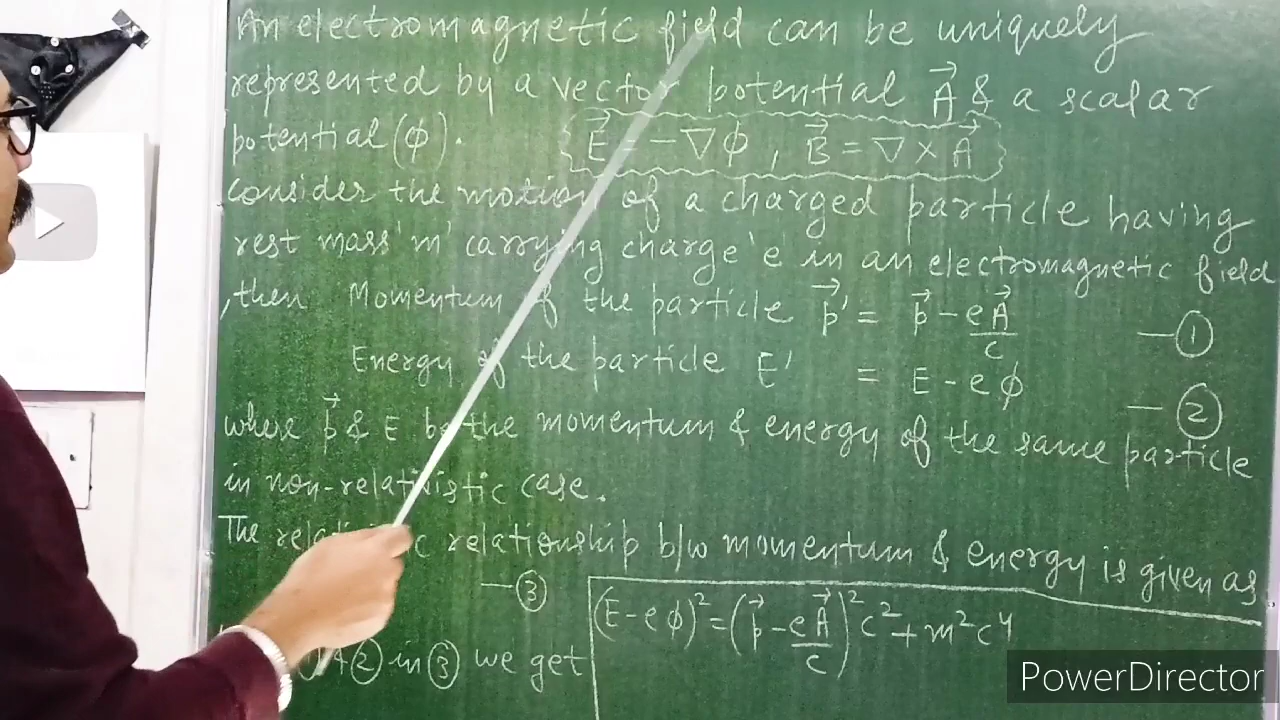 An electromagnetic field can be uniquely
represented by a vector potential A⃗ & a scalar
potential (ϕ). E⃗ = -∇ϕ, B⃗ = ∇×A⃗
consider the motion of a charged particle having
rest mass 'm' carrying charge 'e in an electromagnetic field
, then Momentum of the particle p⃗' = p⃗ - eA⃗/c —①
Energy of the particle E' = E - eϕ —②
where p⃗ & E be the momentum & energy of the same particle
in non-relativistic case.
The relationship b/w momentum & energy is given as
—③ (E - eϕ)² = (p⃗ - eA⃗/c)² c² + m²c⁴
② in ③ we get
PowerDirector